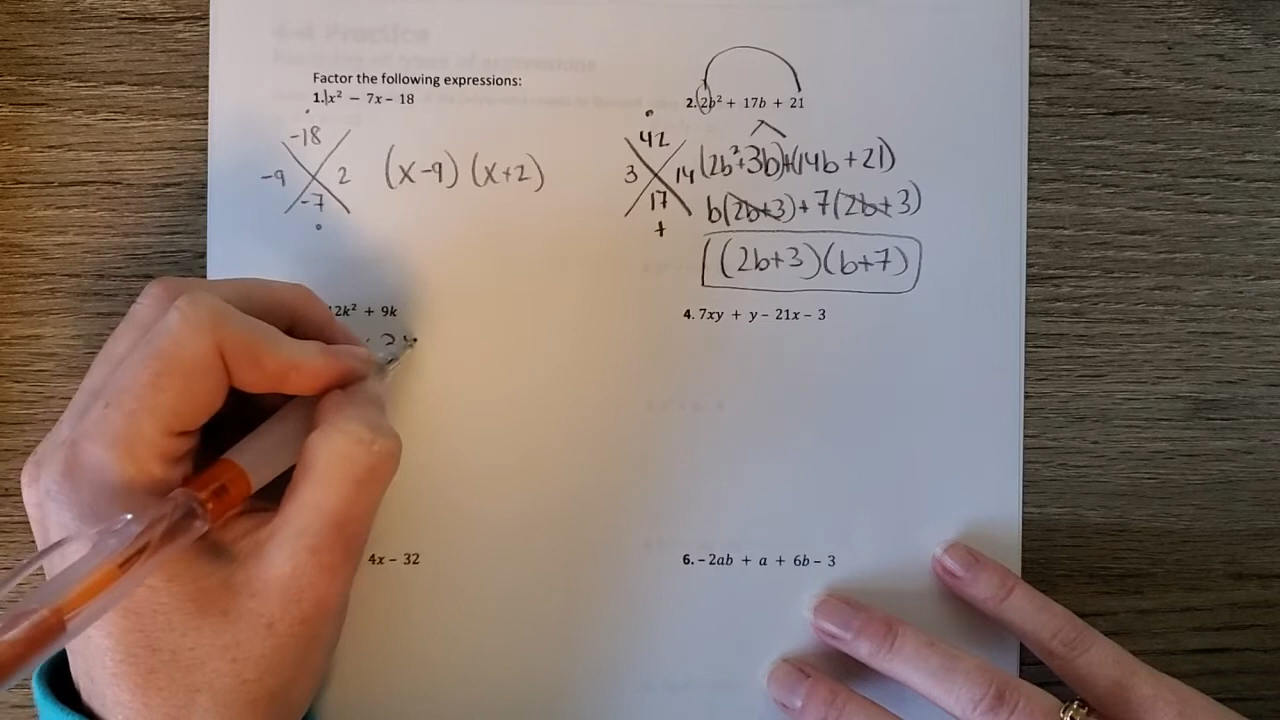 Factor the following expressions:
1. 1x² − 7x − 18
-18
-9 2
-7
(x-9)(x+2)
2. 2b² + 17b + 21
42
3 14
17
+
(2b²+3b)+(14b+21)
b(2b+3)+7(2b+3)
(2b+3)(b+7)
2k² + 9k
4. 7xy + y − 21x − 3
4x − 32
6. −2ab + a + 6b − 3